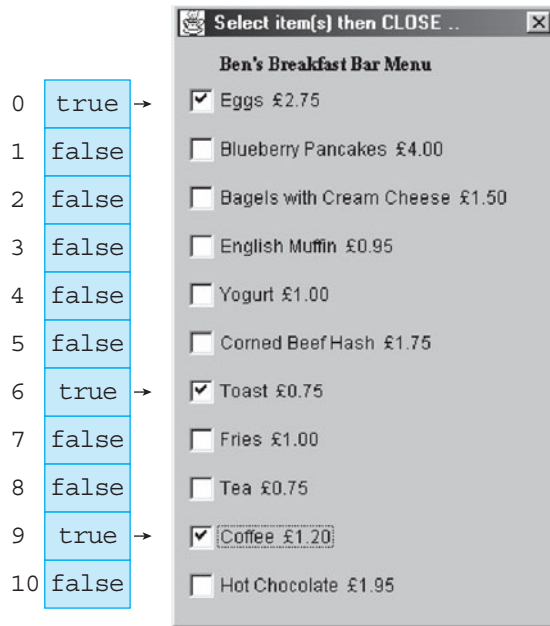 Select item(s) then CLOSE ..
Ben's Breakfast Bar Menu
0 true → Eggs £2.75
1 false Blueberry Pancakes £4.00
2 false Bagels with Cream Cheese £1.50
3 false English Muffin £0.95
4 false Yogurt £1.00
5 false Corned Beef Hash £1.75
6 true → Toast £0.75
7 false Fries £1.00
8 false Tea £0.75
9 true → Coffee £1.20
10 false Hot Chocolate £1.95